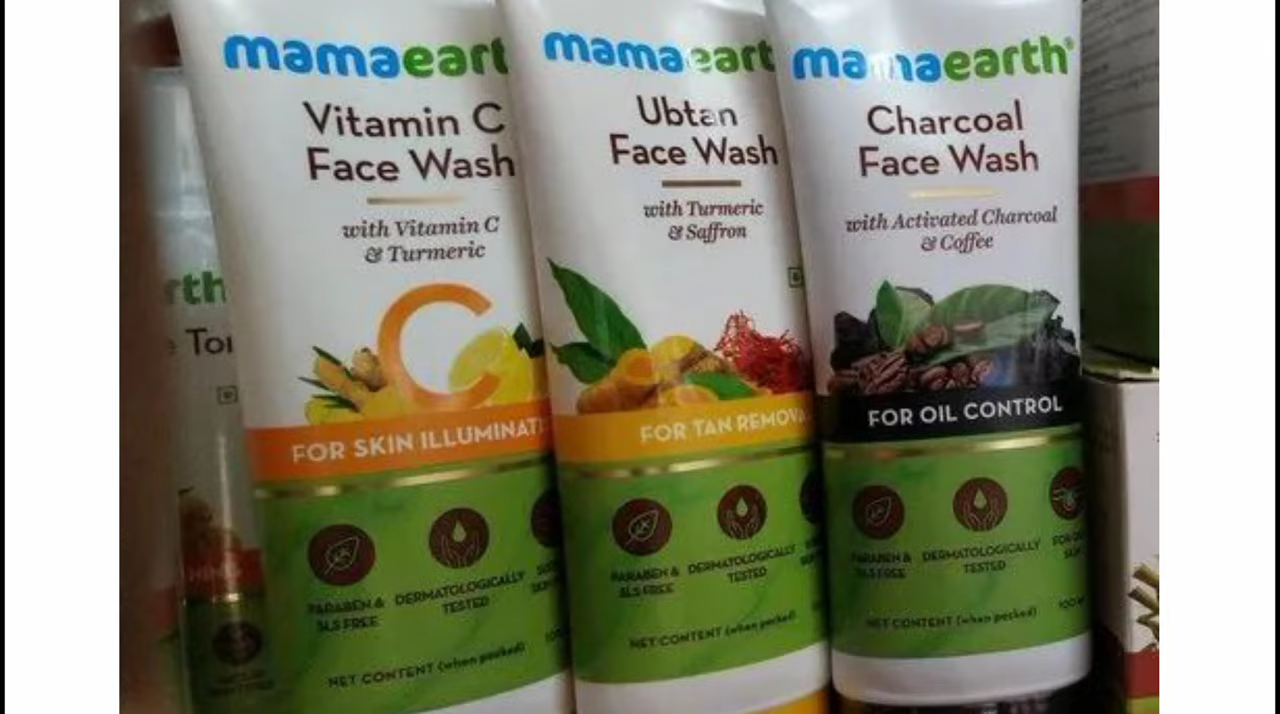 mamaeart
Vitamin C
Face Wash
with Vitamin C
& Turmeric
C
FOR SKIN ILLUMINATI
PARABEN &
SLS FREE
DERMATOLOGICALLY
TESTED
NET CONTENT (when packed)
mamaeart
Ubtan
Face Wash
with Turmeric
& Saffron
FOR TAN REMOVA
PARABEN &
SLS FREE
DERMATOLOGICALLY
TESTED
NET CONTENT (when packed)
mamaearth®
Charcoal
Face Wash
with Activated Charcoal
& Coffee
FOR OIL CONTROL
PARABEN &
SLS FREE
DERMATOLOGICALLY
TESTED
NET CONTENT (when packed)
rth
Ton